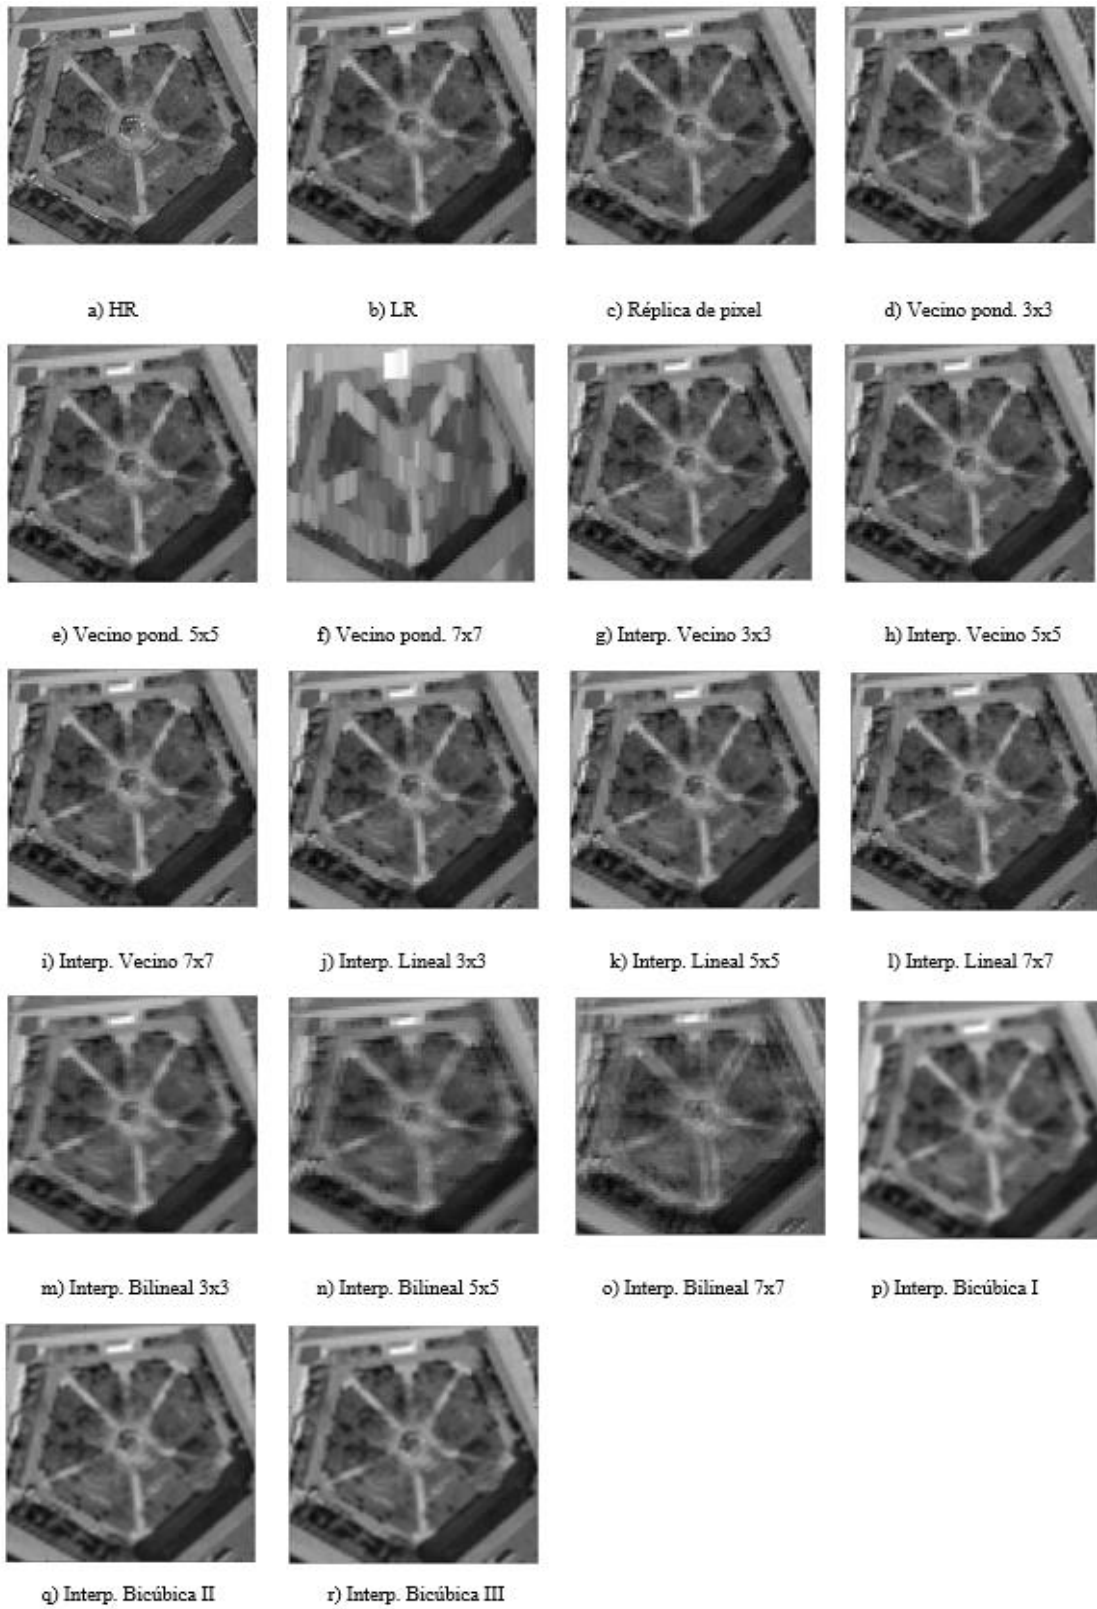 a) HR
b) LR
c) Réplica de pixel
d) Vecino pond. 3x3
e) Vecino pond. 5x5
f) Vecino pond. 7x7
g) Interp. Vecino 3x3
h) Interp. Vecino 5x5
i) Interp. Vecino 7x7
j) Interp. Lineal 3x3
k) Interp. Lineal 5x5
l) Interp. Lineal 7x7
m) Interp. Bilineal 3x3
n) Interp. Bilineal 5x5
o) Interp. Bilineal 7x7
p) Interp. Bicúbica I
q) Interp. Bicúbica II
r) Interp. Bicúbica III